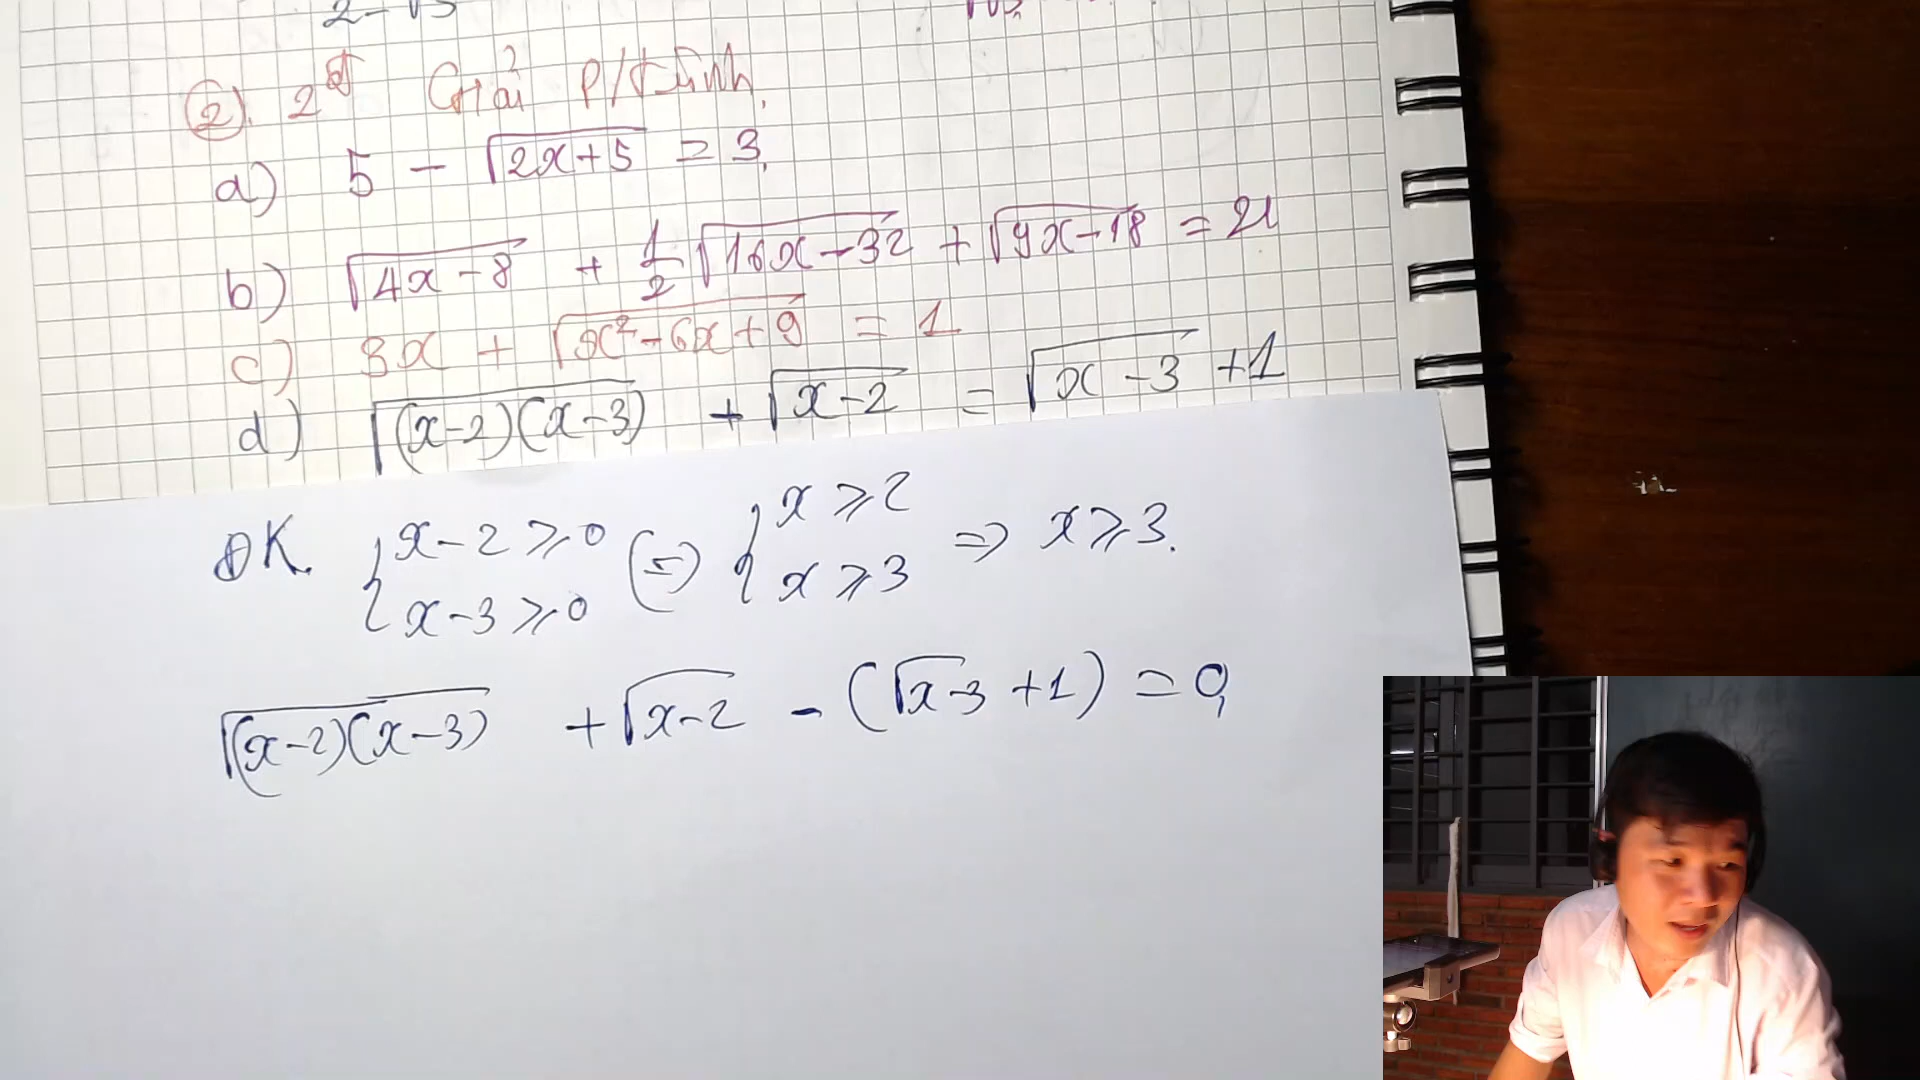 2-√3
②. 2đ Giải p/trình.
a) 5 - √(2x+5) = 3.
b) √(4x-8) + 1/2 √(16x-32) + √(9x-18) = 21
c) 3x + √(x²-6x+9) = 1
d) √((x-2)(x-3)) + √(x-2) = √(x-3) + 1
ĐK. { x-2 ≥ 0 ; x-3 ≥ 0 (=) { x ≥ 2 ; x ≥ 3 => x ≥ 3.
√((x-2)(x-3)) + √(x-2) - (√(x-3) + 1) = 0,